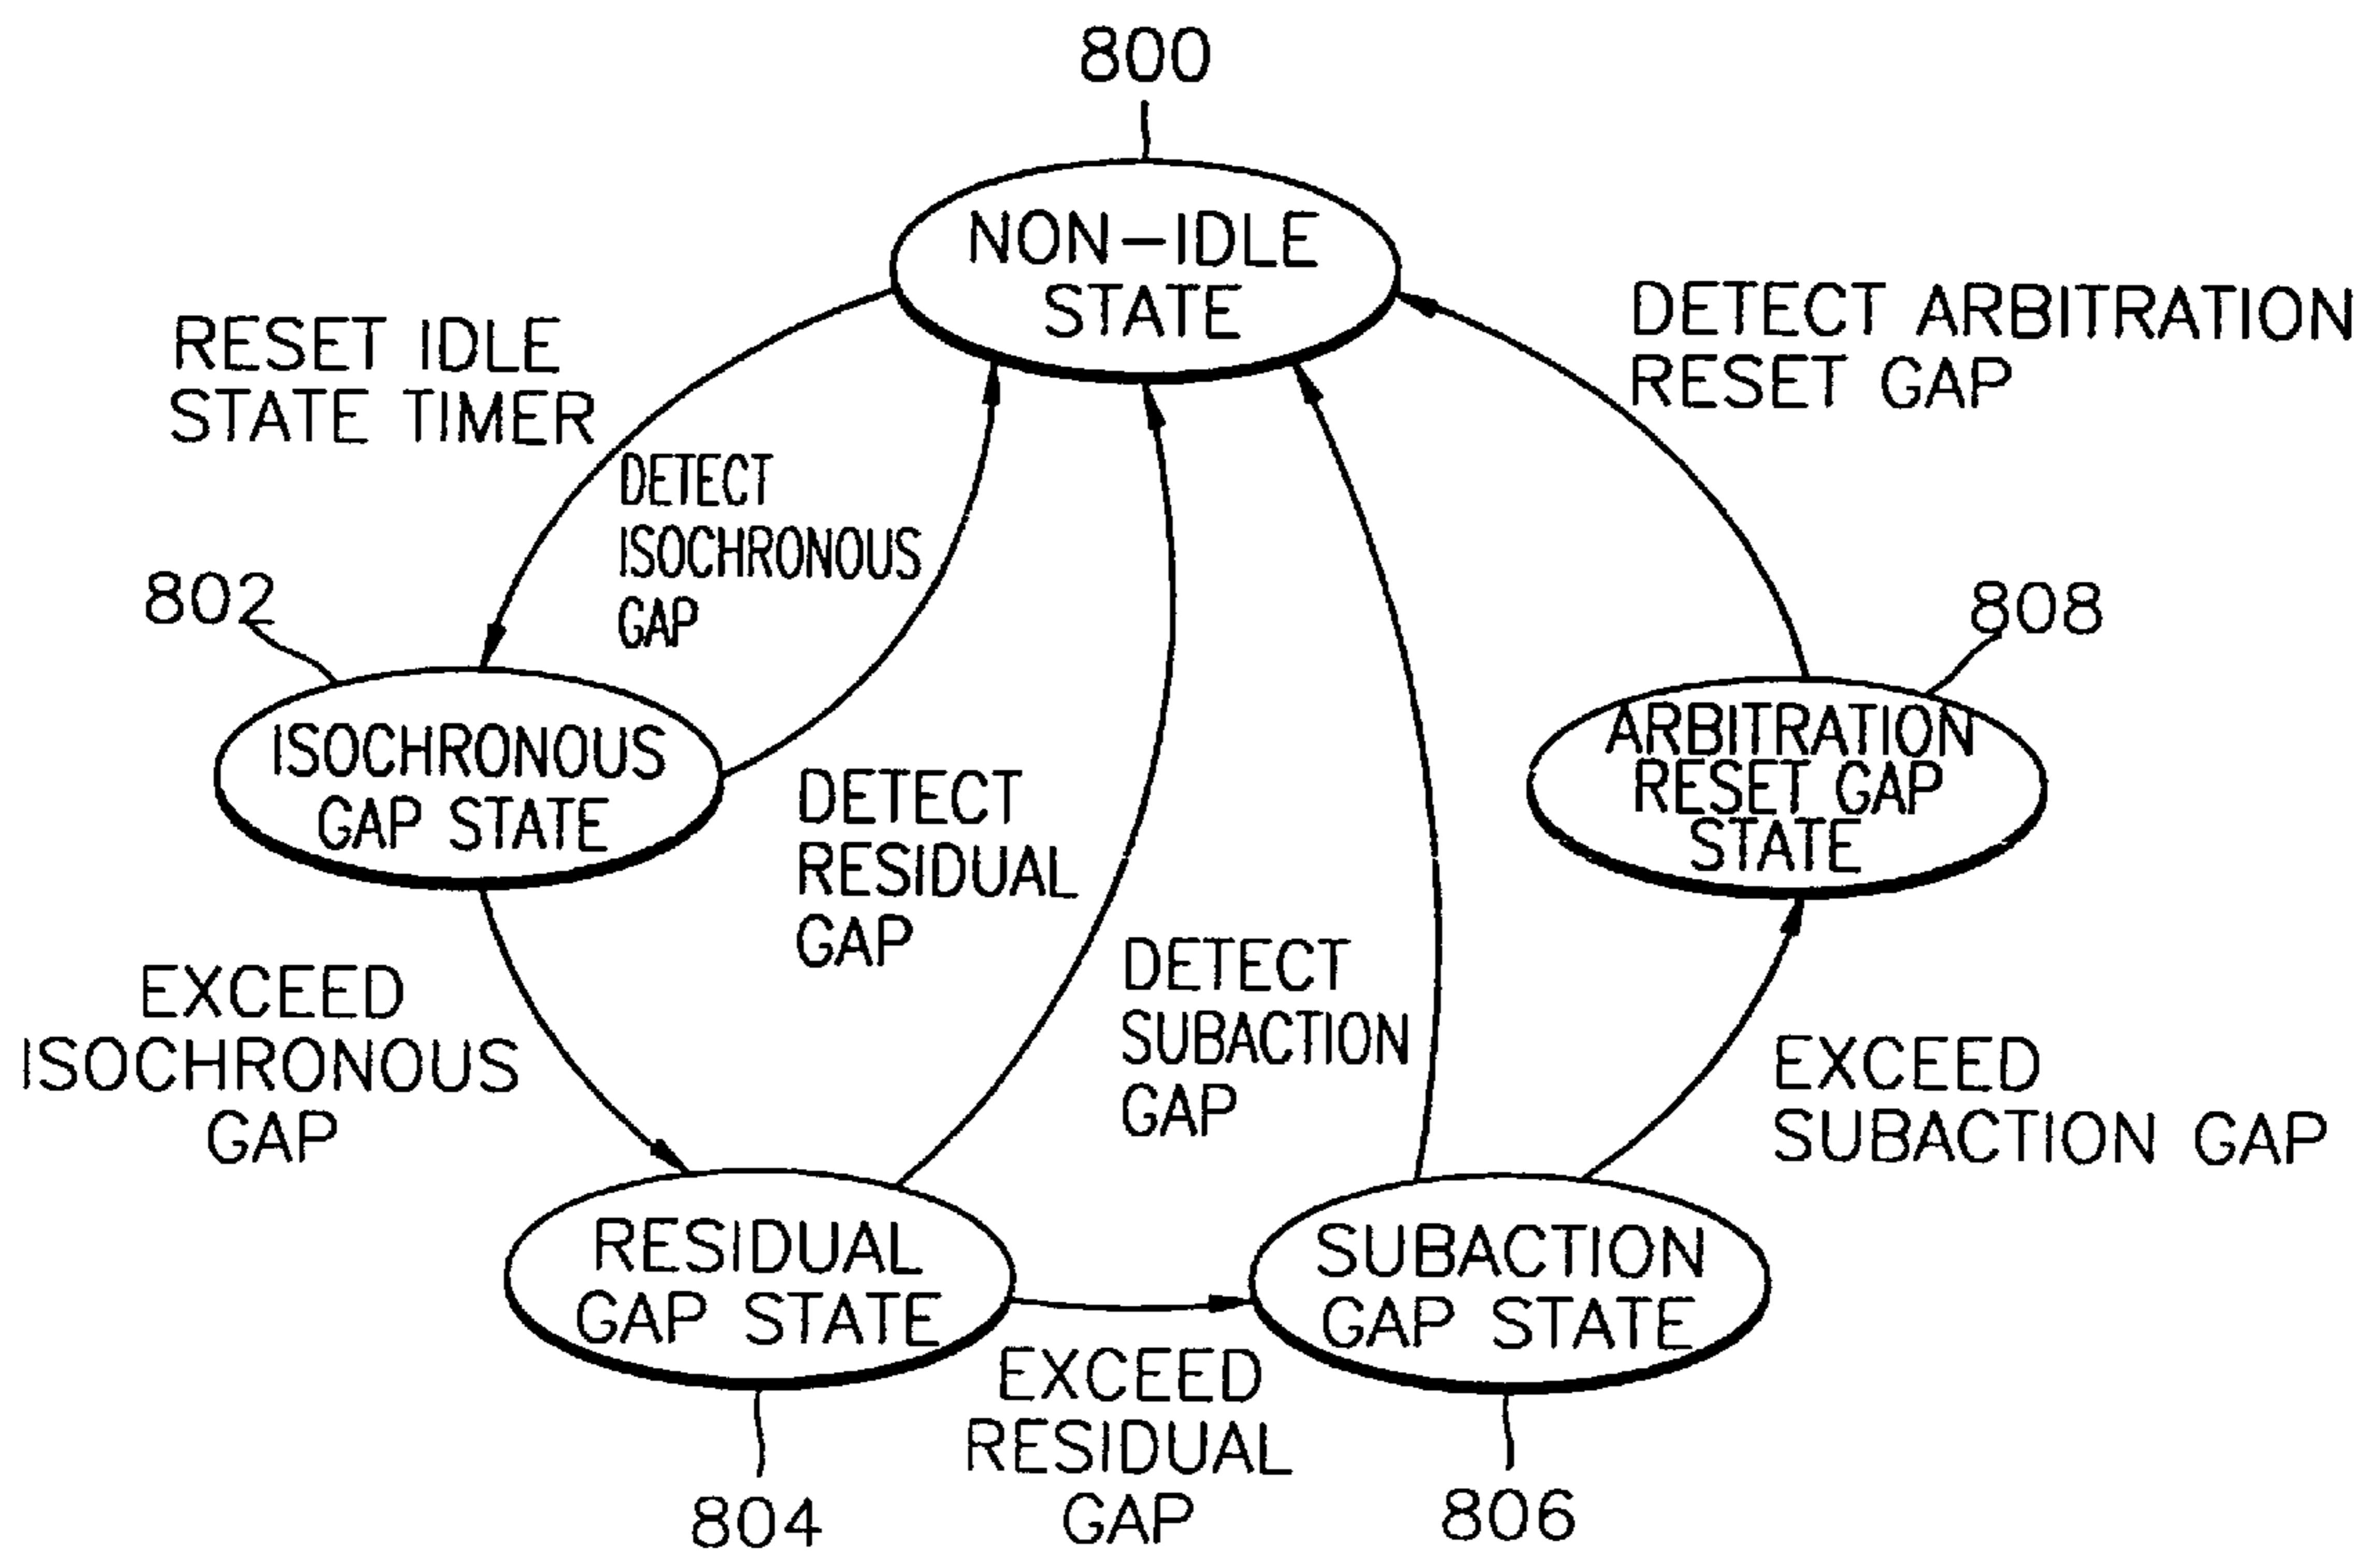 800
NON-IDLE
STATE
RESET IDLE
STATE TIMER
DETECT ARBITRATION
RESET GAP
DETECT
ISOCHRONOUS
GAP
802
808
ISOCHRONOUS
GAP STATE
ARBITRATION
RESET GAP
STATE
DETECT
RESIDUAL
GAP
DETECT
SUBACTION
GAP
EXCEED
ISOCHRONOUS
GAP
EXCEED
SUBACTION GAP
RESIDUAL
GAP STATE
SUBACTION
GAP STATE
EXCEED
RESIDUAL
GAP
804
806